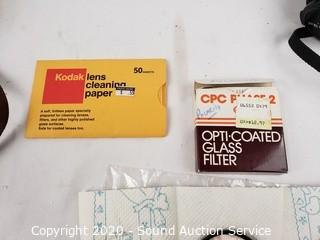 Kodak
lens
cleaning
paper
50
A soft, lintless paper specially
prepared for cleaning lenses,
filters, and other highly polished
glass surfaces.
Safe for coated lenses too.
CPC PHASE 2
OPTI-COATED
GLASS
FILTER
Copyright 2020 - Sound Auction Service